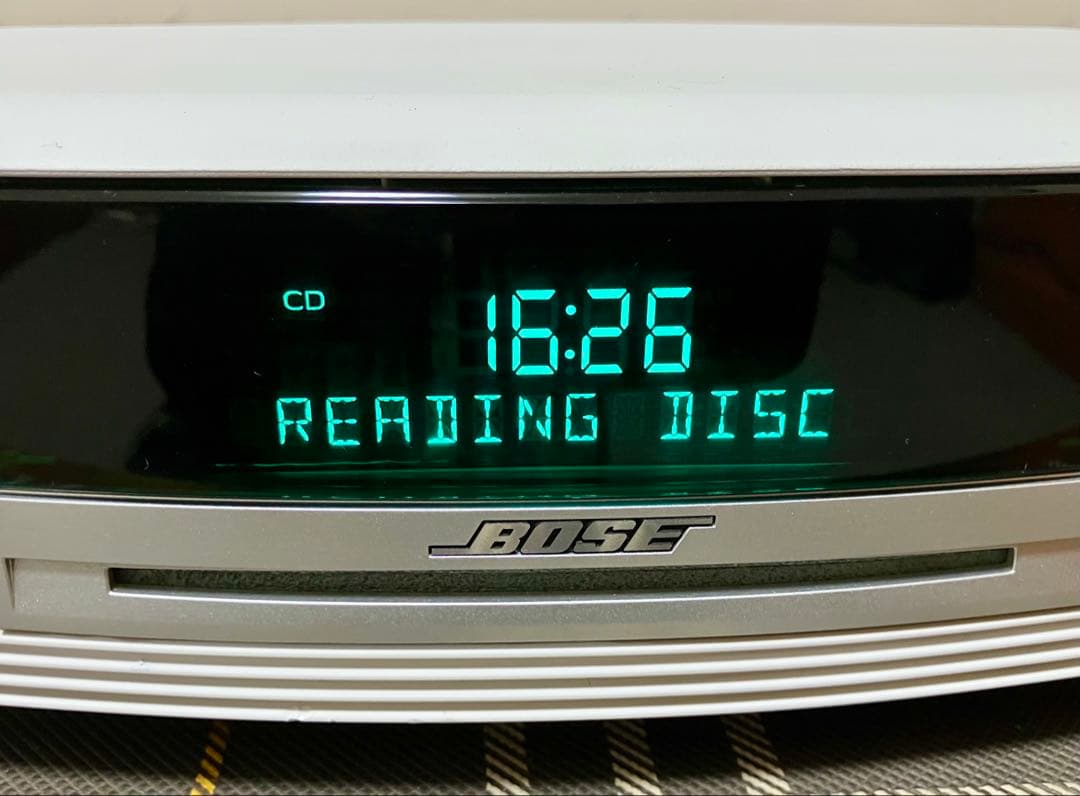 CD
16:26
READING DISC
BOSE